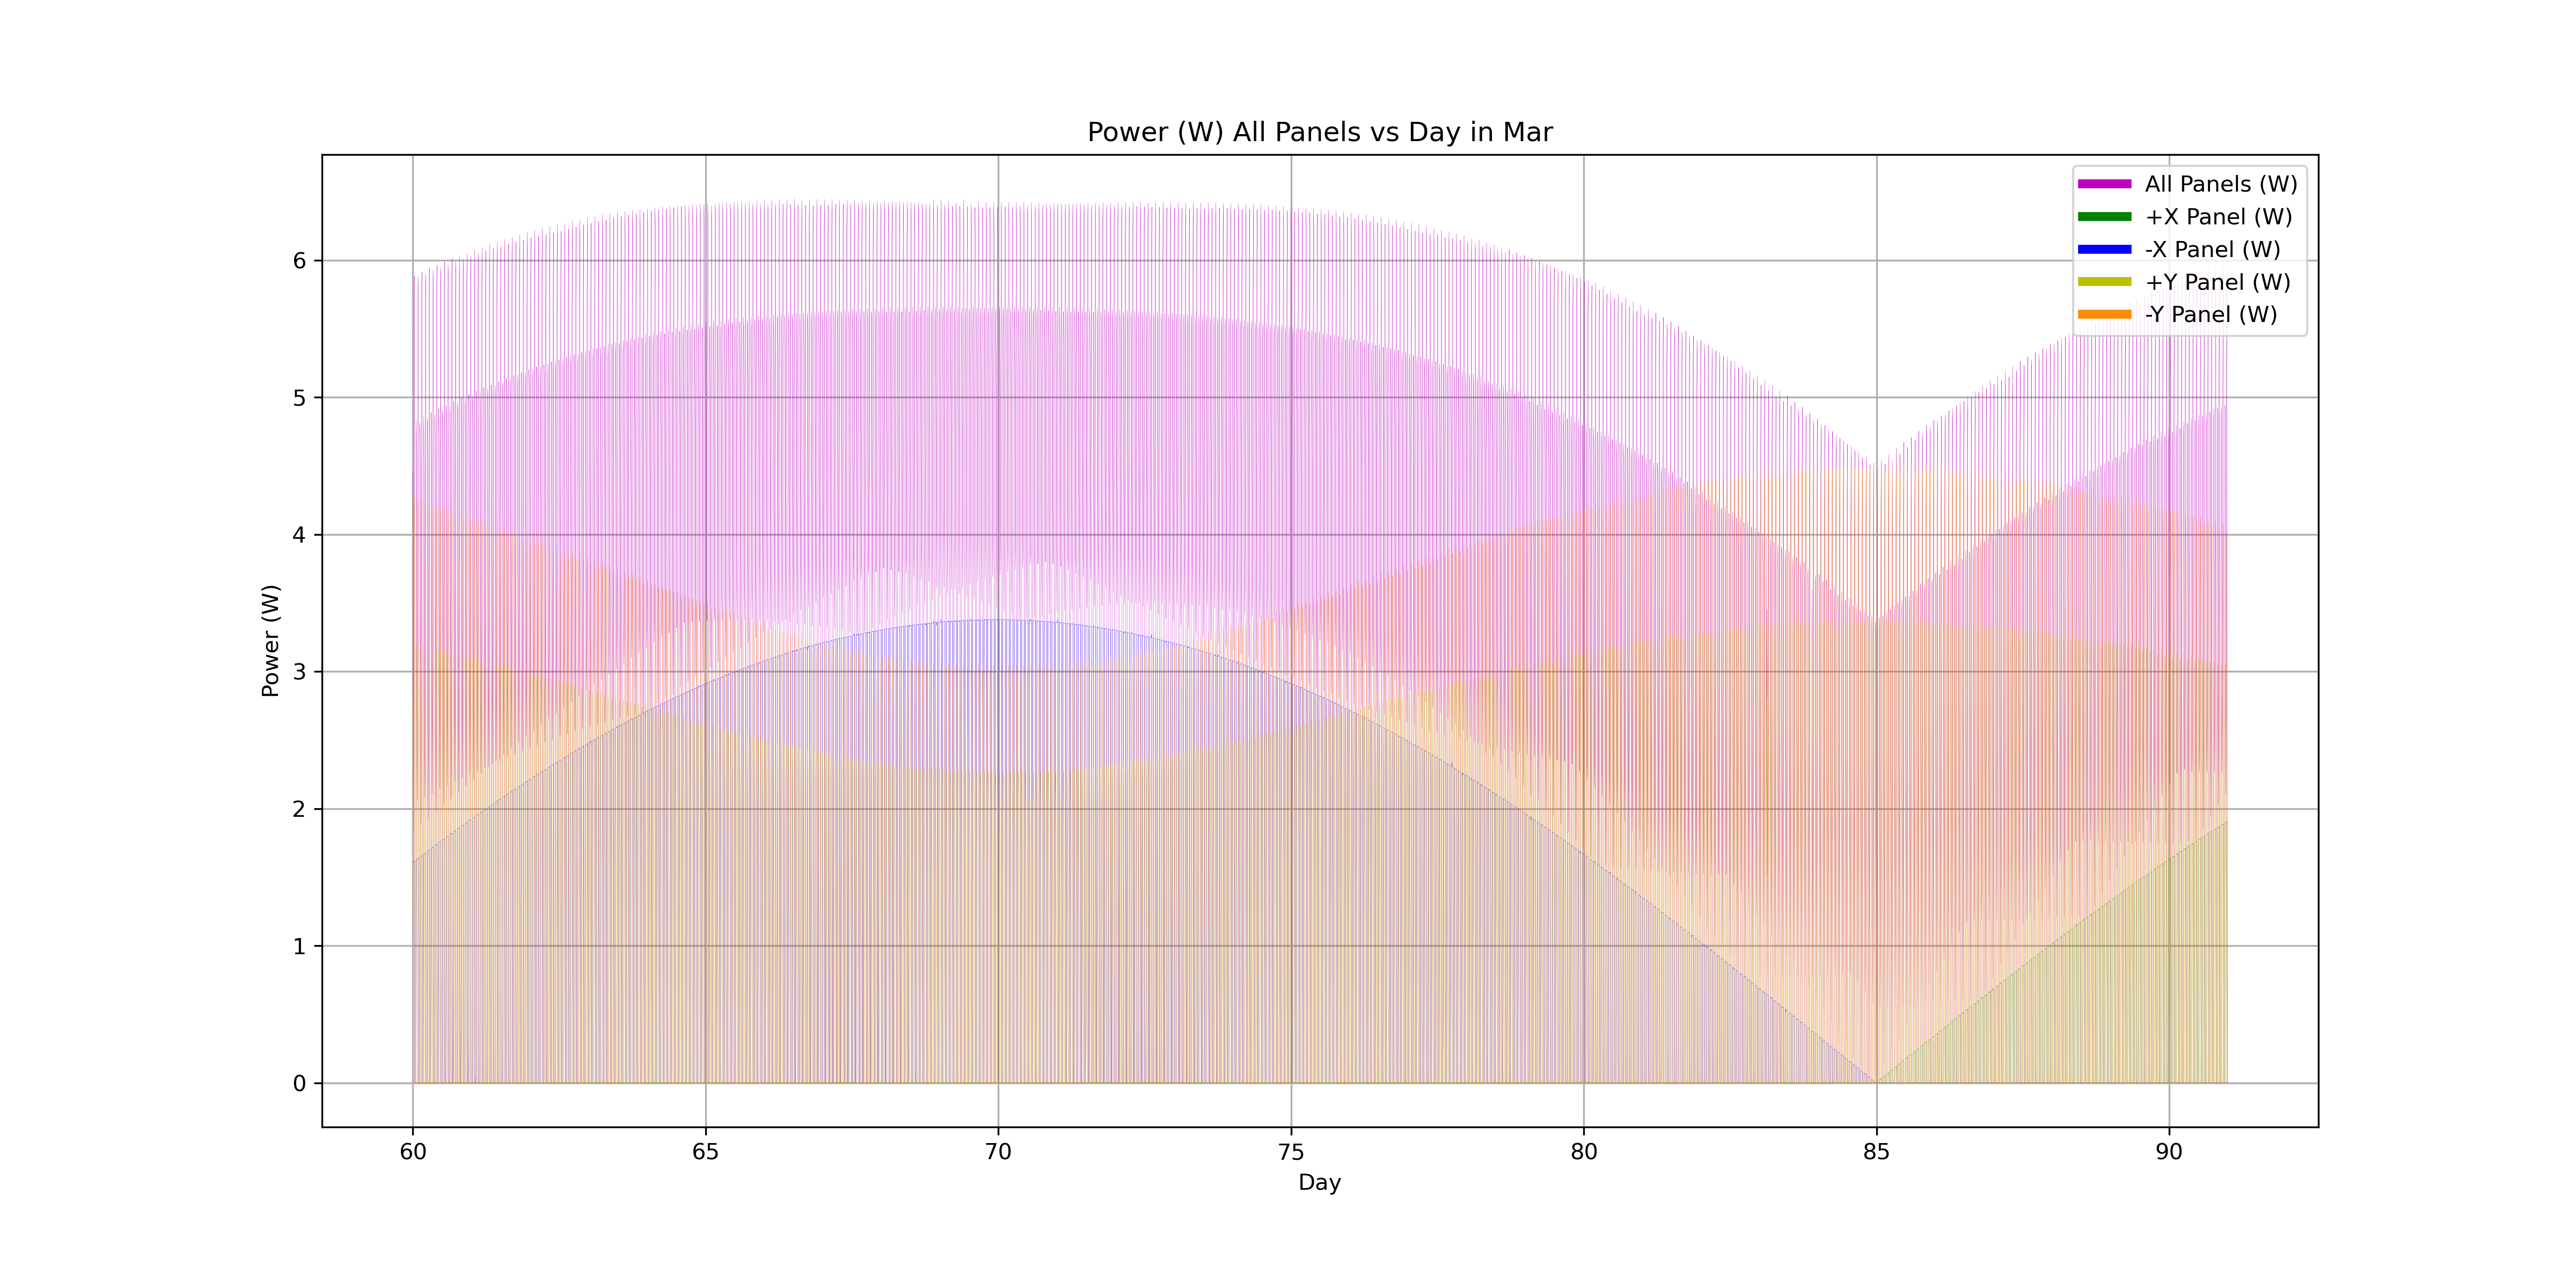 Power (W) All Panels vs Day in Mar
All Panels (W)
+X Panel (W)
-X Panel (W)
+Y Panel (W)
-Y Panel (W)
Power (W)
6
5
4
3
2
1
0
60 65 70 75 80 85 90
Day